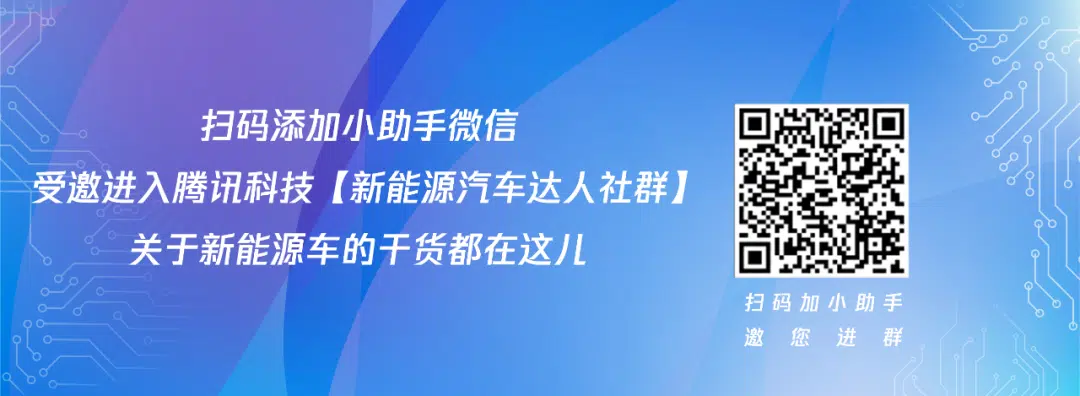 扫码添加小助手微信
受邀进入腾讯科技【新能源汽车达人社群】
关于新能源车的干货都在这儿
扫码加小助手
邀您进群